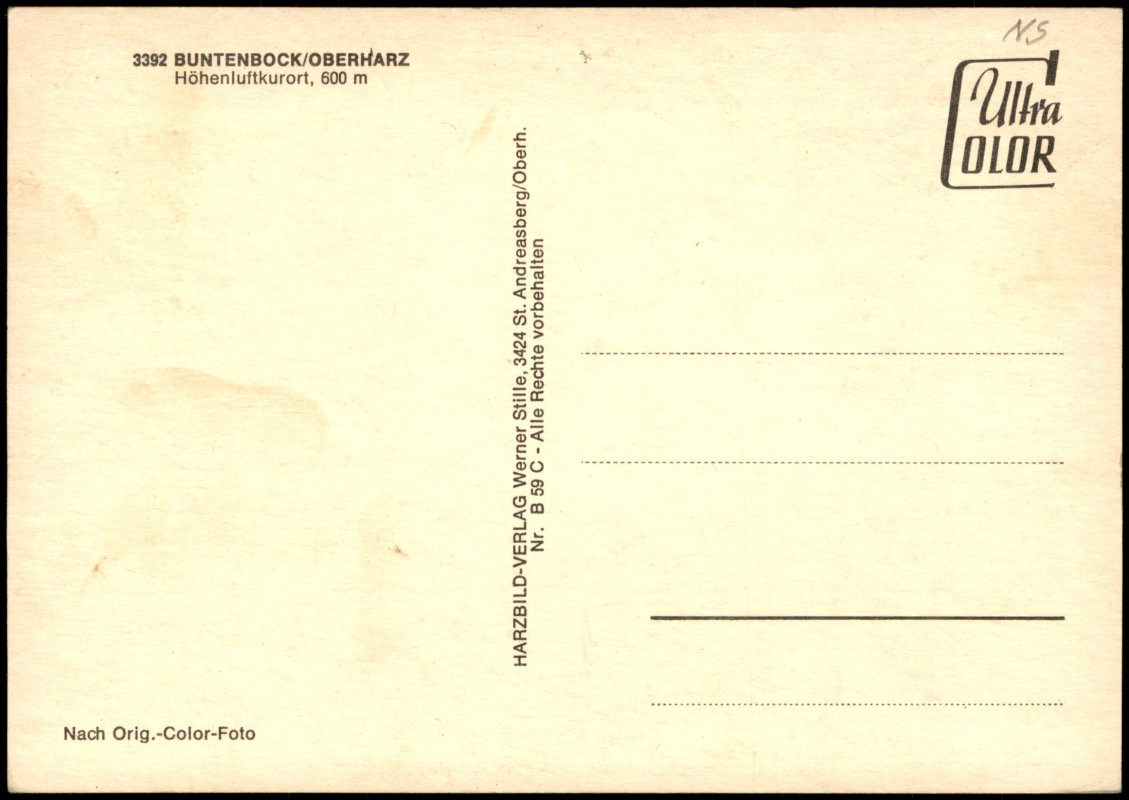 3392 BUNTENBOCK/OBERHARZ
Höhenluftkurort, 600 m
NS
Ultra
COLOR
HARZBILD-VERLAG Werner Stille, 3424 St. Andreasberg/Oberh.
Nr. B 59 C - Alle Rechte vorbehalten
Nach Orig.-Color-Foto